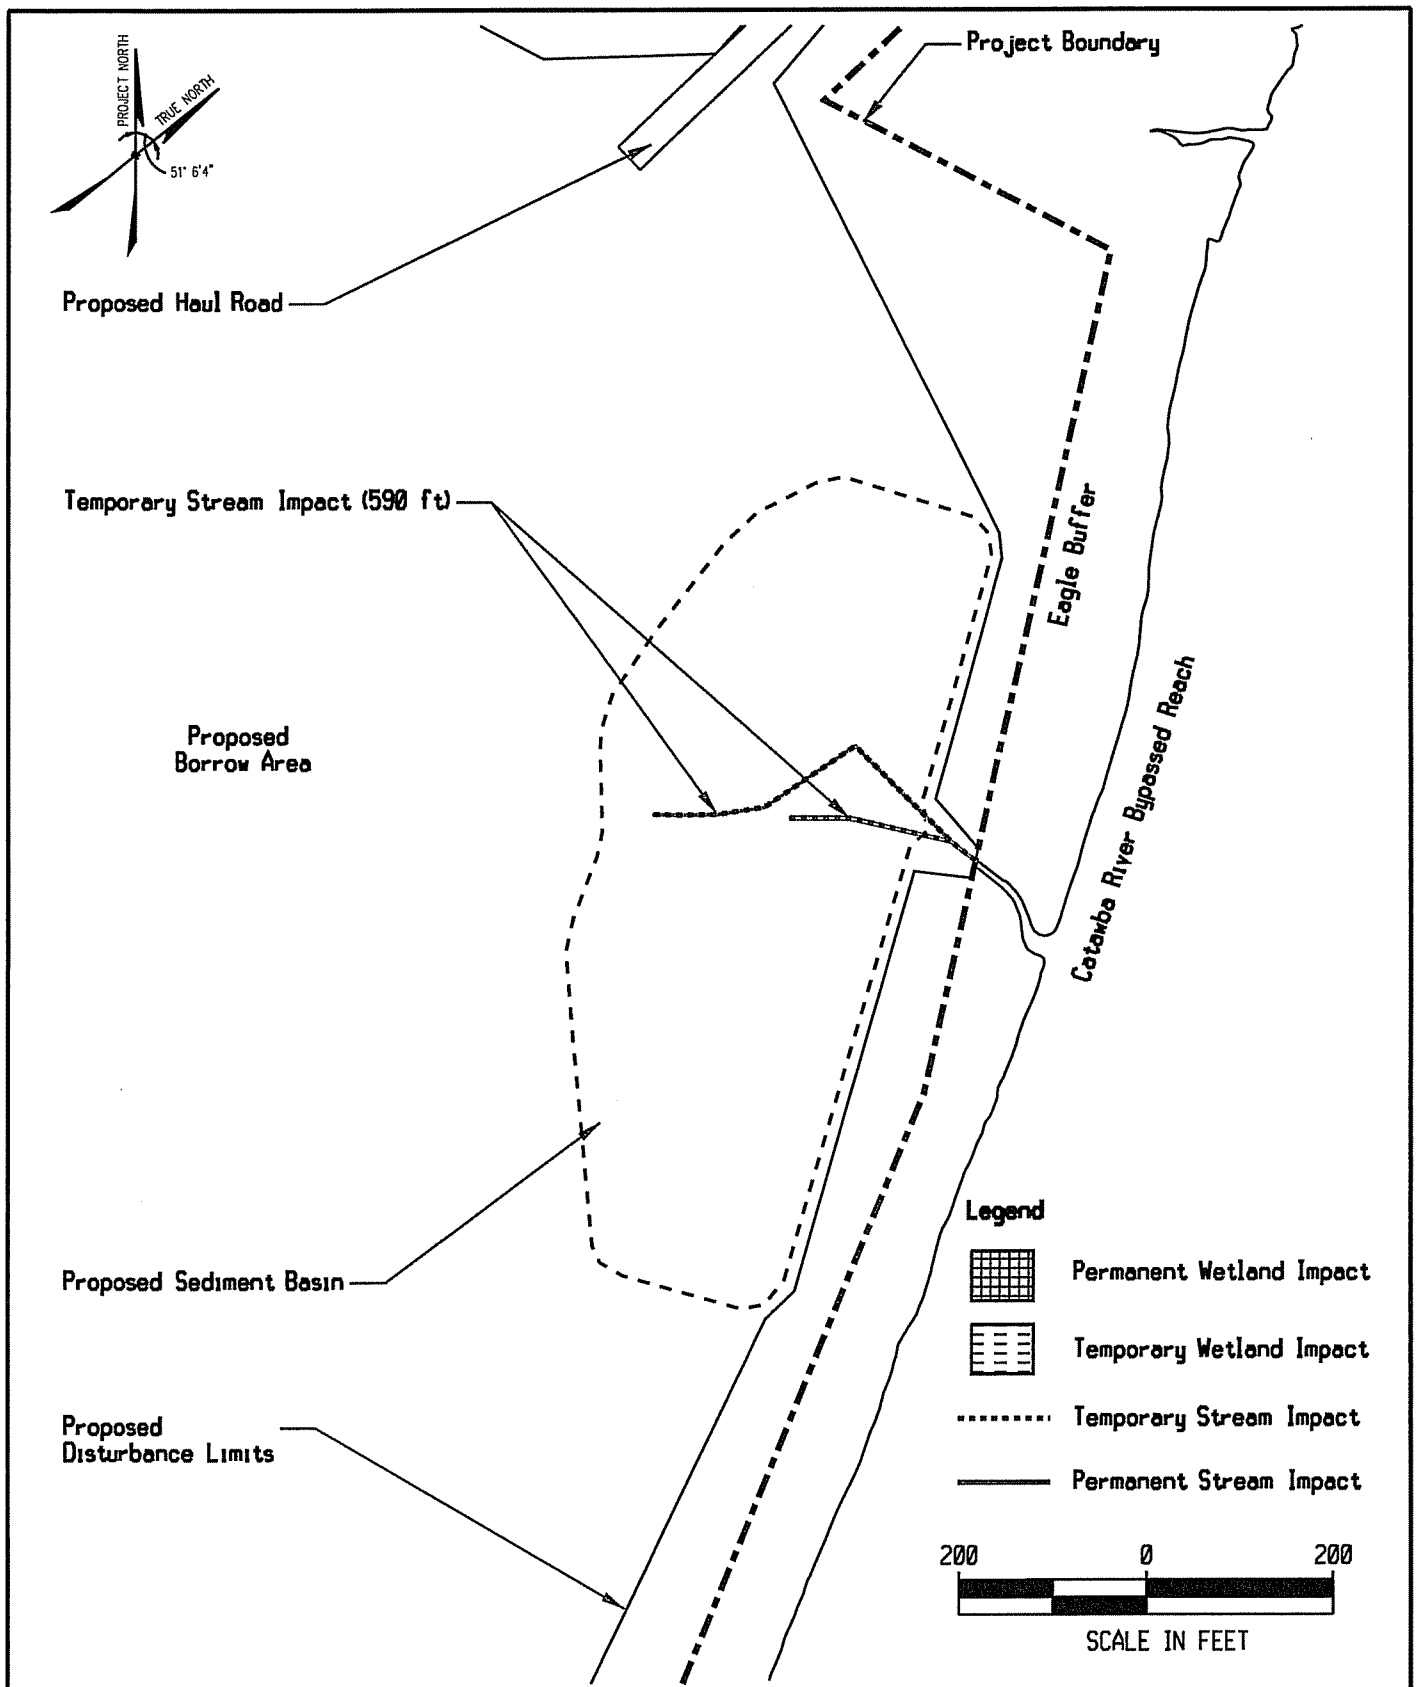 Project Boundary
PROJECT NORTH
TRUE NORTH
51° 6'4"
Proposed Haul Road
Temporary Stream Impact (590 ft)
Eagle Buffer
Catawba River Bypassed Reach
Proposed
Borrow Area
Legend
Permanent Wetland Impact
Proposed Sediment Basin
Temporary Wetland Impact
Temporary Stream Impact
Proposed
Disturbance Limits
Permanent Stream Impact
200 0 200
SCALE IN FEET